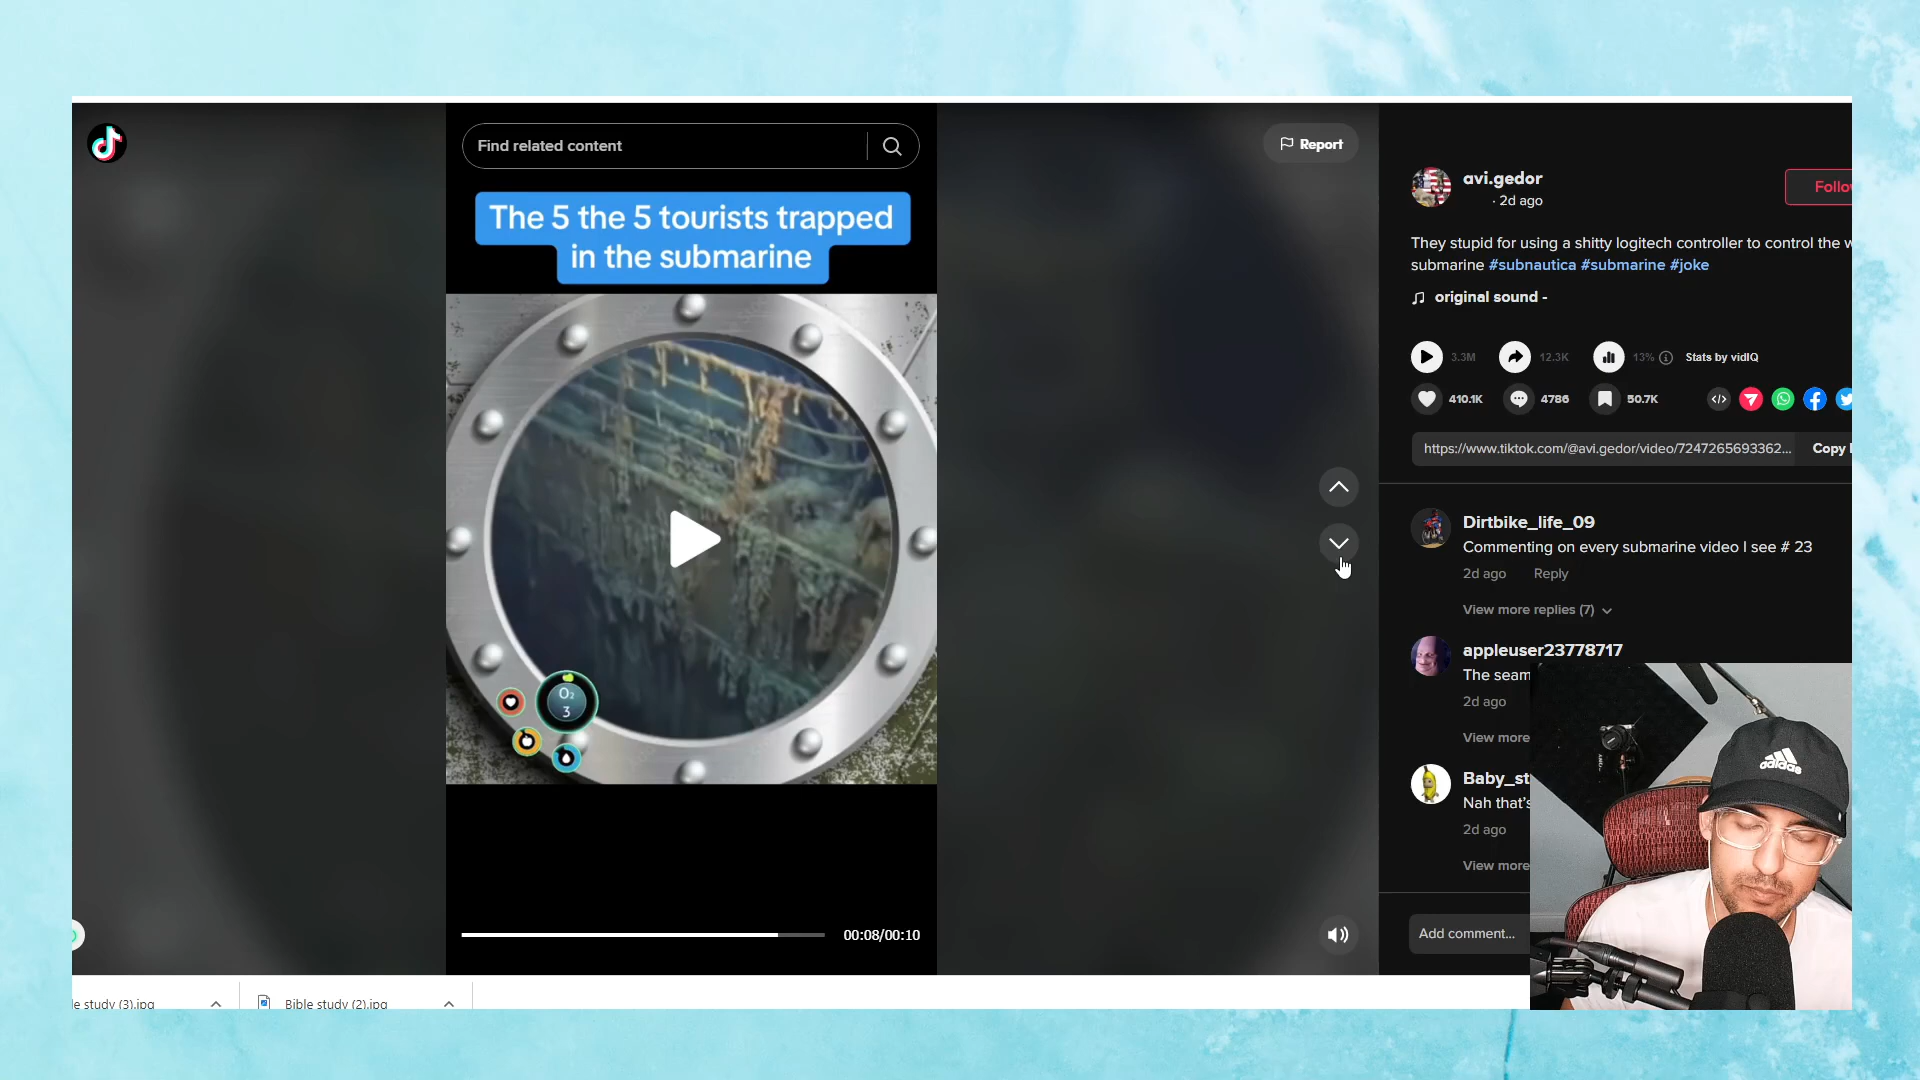 Find related content
Report
The 5 the 5 tourists trapped
in the submarine
O₂
3
00:08/00:10
avi.gedor
· 2d ago
Follo
They stupid for using a shitty logitech controller to control the w
submarine #subnautica #submarine #joke
original sound -
3.3M 12.3K 13% Stats by vidIQ
410.1K 4786 50.7K
https://www.tiktok.com/@avi.gedor/video/7247265693362... Copy
Dirtbike_life_09
Commenting on every submarine video I see # 23
2d ago Reply
View more replies (7)
appleuser23778717
The seam
2d ago
View more
Baby_st
Nah that's
2d ago
View more
Add comment...
adidas
le study (3).jpg Bible study (2).jpg